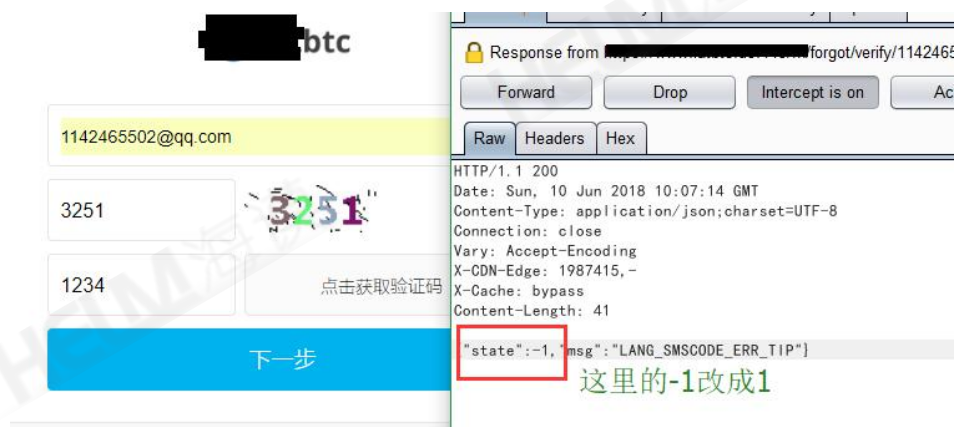 btc
1142465502@qq.com
3251
3251
1234
点击获取验证码
下一步
Response from
/forgot/verify/1142465
Forward
Drop
Intercept is on
Ac
Raw
Headers
Hex
HTTP/1.1 200
Date: Sun, 10 Jun 2018 10:07:14 GMT
Content-Type: application/json;charset=UTF-8
Connection: close
Vary: Accept-Encoding
X-CDN-Edge: 1987415,-
X-Cache: bypass
Content-Length: 41
"state":-1,"msg":"LANG_SMSCODE_ERR_TIP"}
这里的-1改成1